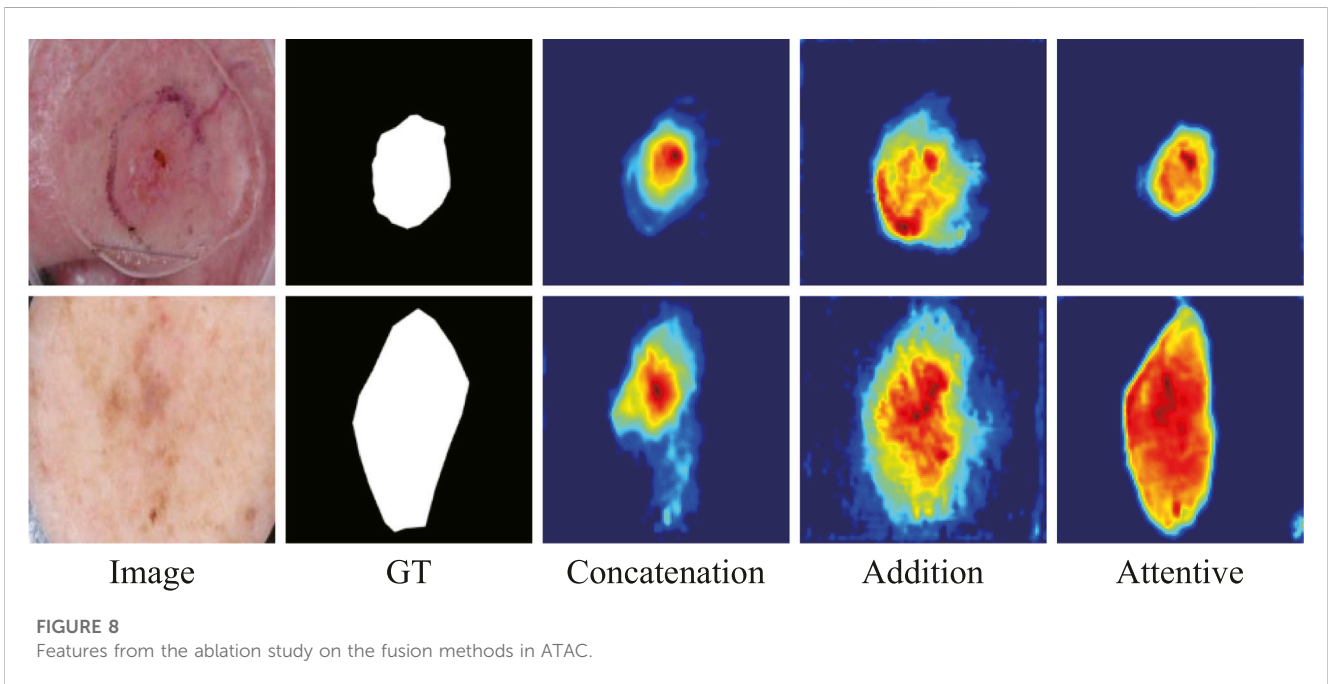 Image GT Concatenation Addition Attentive
FIGURE 8
Features from the ablation study on the fusion methods in ATAC.